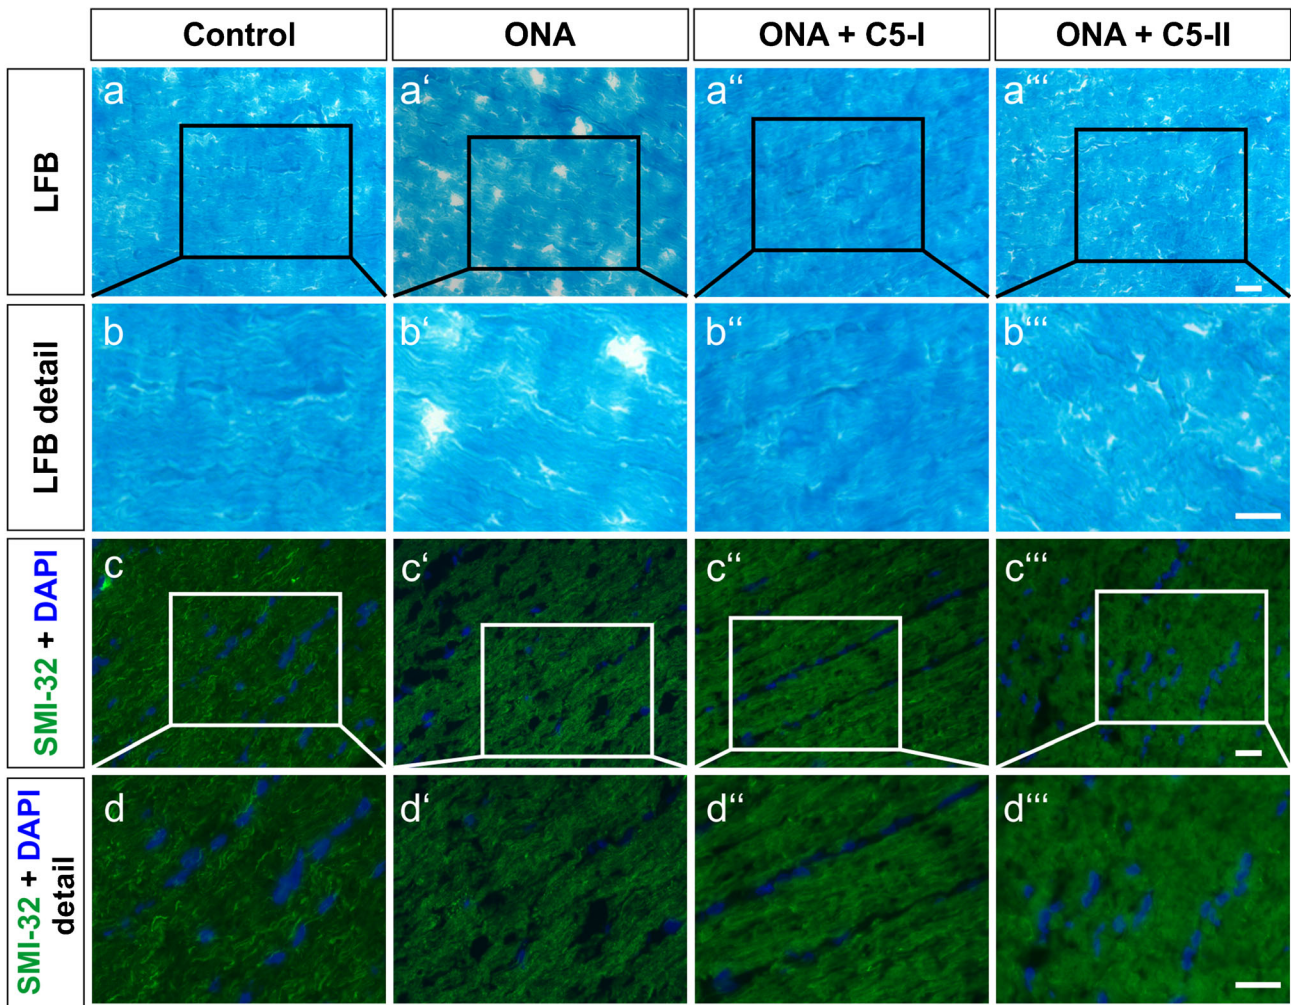 Control
ONA
ONA + C5-I
ONA + C5-II
LFB
a
a‘
a‘‘
a‘‘‘
LFB detail
b
b‘
b‘‘
b‘‘‘
SMI-32 + DAPI
c
c‘
c‘‘
c‘‘‘
SMI-32 + DAPI
detail
d
d‘
d‘‘
d‘‘‘